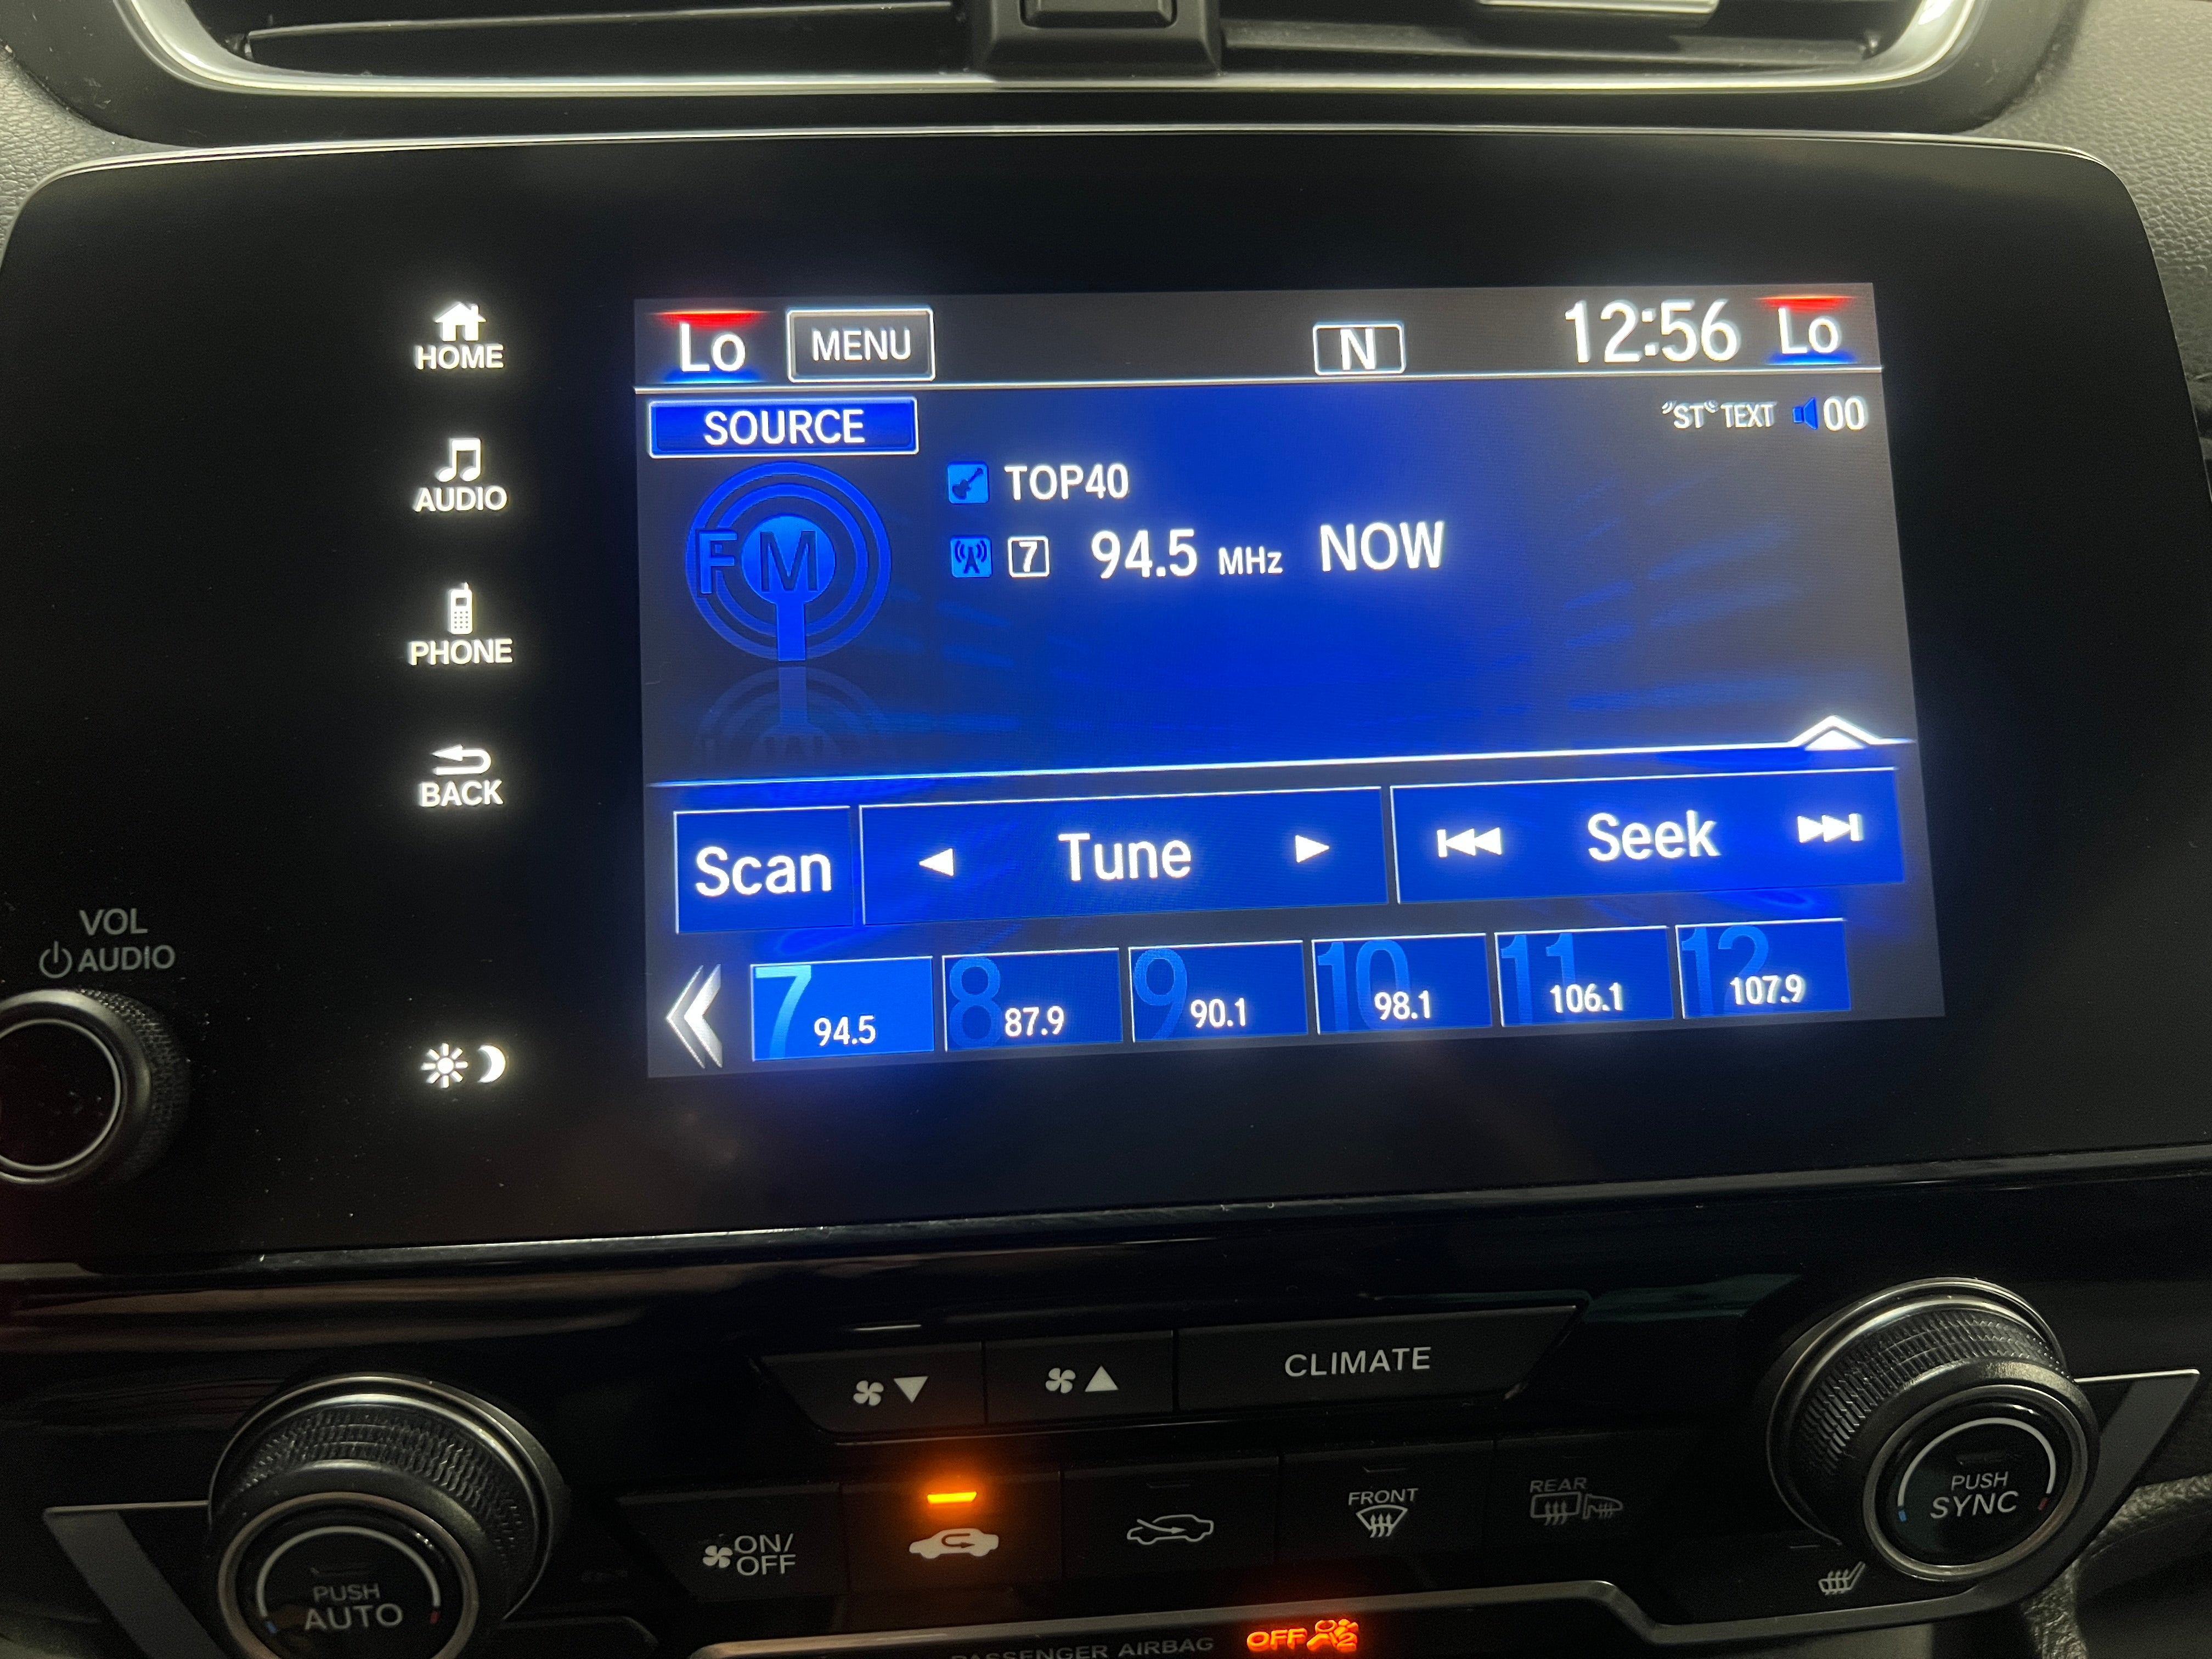 Lo MENU N 12:56 Lo
HOME
SOURCE
"ST" TEXT 00
AUDIO
TOP40
FM
7 94.5 MHz NOW
PHONE
BACK
Scan Tune Seek
VOL
AUDIO
7 94.5 8 87.9 9 90.1 10 98.1 11 106.1 12 107.9
CLIMATE
ON/
OFF
FRONT
REAR
PUSH
SYNC
PUSH
AUTO
PASSENGER AIRBAG OFF 2